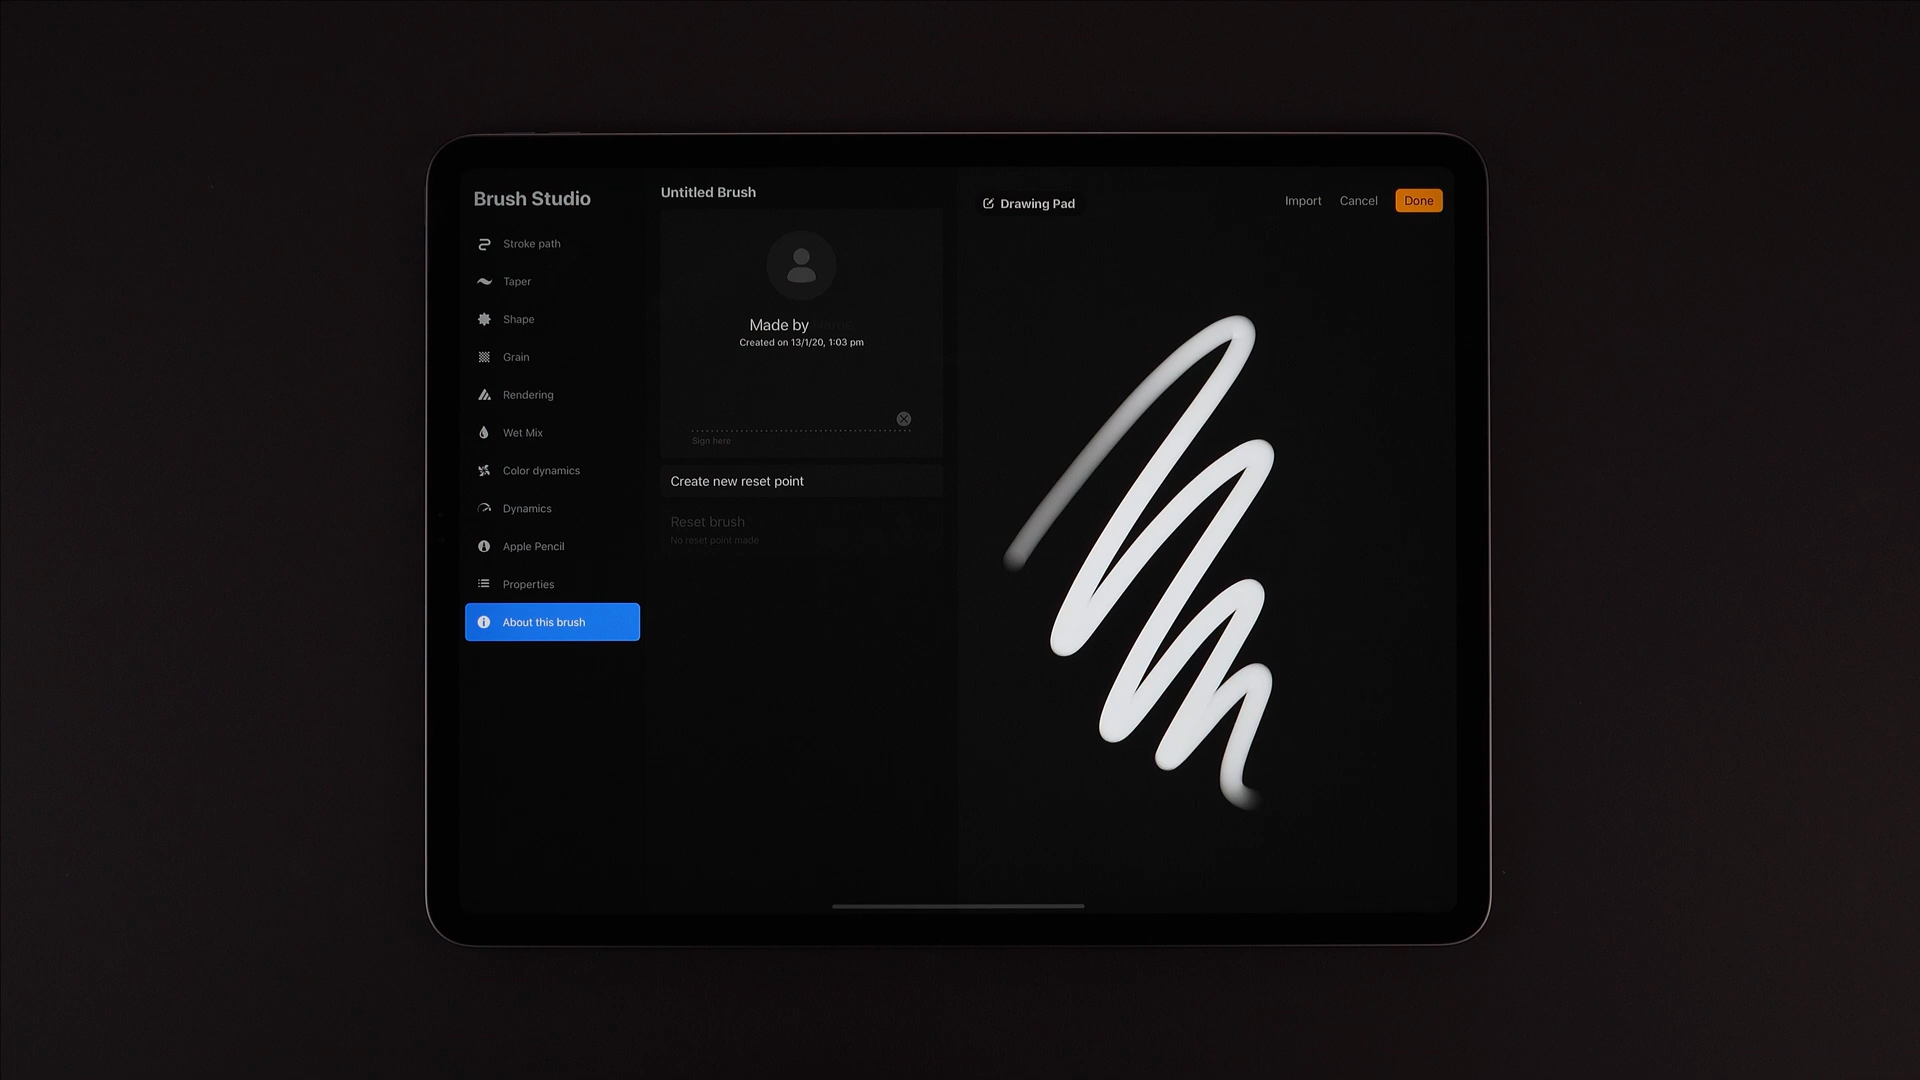 Brush Studio
Stroke path
Taper
Shape
Grain
Rendering
Wet Mix
Color dynamics
Dynamics
Apple Pencil
Properties
About this brush
Untitled Brush
Made by Name
Created on 13/1/20, 1:03 pm
Sign here
Create new reset point
Reset brush
No reset point made
Drawing Pad
Import
Cancel
Done